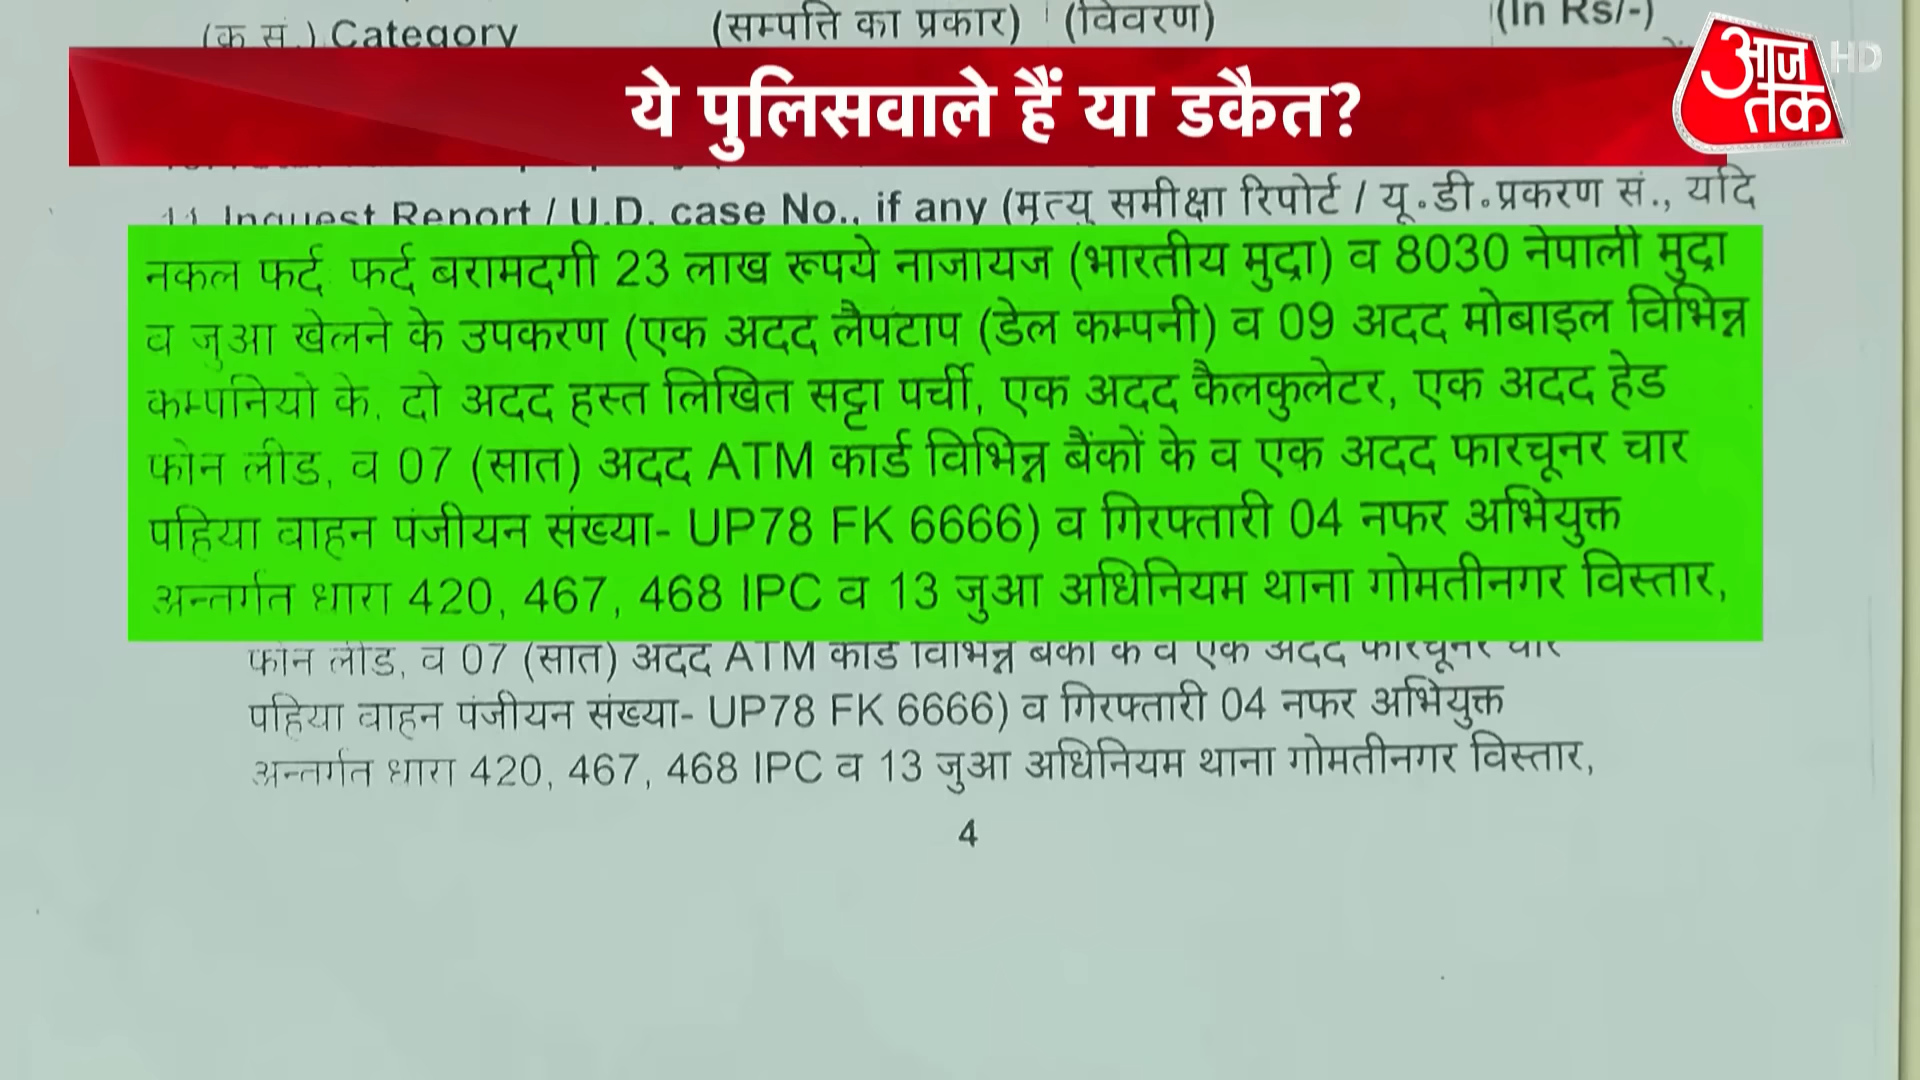 (क्र सं.) Category (सम्पत्ति का प्रकार) (विवरण) (In Rs/-)
ये पुलिसवाले हैं या डकैत?
आज तक HD
11. Inquest Report / U.D. case No., if any (मृत्यु समीक्षा रिपोर्ट / यू.डी.प्रकरण सं., यदि
नकल फर्द फर्द बरामदगी 23 लाख रूपये नाजायज (भारतीय मुद्रा) व 8030 नेपाली मुद्रा
व जुआ खेलने के उपकरण (एक अदद लैपटाप (डेल कम्पनी) व 09 अदद मोबाइल विभिन्न
कम्पनियो के, दो अदद हस्त लिखित सट्टा पर्ची, एक अदद कैलकुलेटर, एक अदद हेड
फोन लीड, व 07 (सात) अदद ATM कार्ड विभिन्न बैंकों के व एक अदद फारचूनर चार
पहिया वाहन पंजीयन संख्या- UP78 FK 6666) व गिरफ्तारी 04 नफर अभियुक्त
अन्तर्गत धारा 420, 467, 468 IPC व 13 जुआ अधिनियम थाना गोमतीनगर विस्तार,
फोन लीड, व 07 (सात) अदद ATM कार्ड विभिन्न बैंकों के व एक अदद फारचूनर चार
पहिया वाहन पंजीयन संख्या- UP78 FK 6666) व गिरफ्तारी 04 नफर अभियुक्त
अन्तर्गत धारा 420, 467, 468 IPC व 13 जुआ अधिनियम थाना गोमतीनगर विस्तार,
4